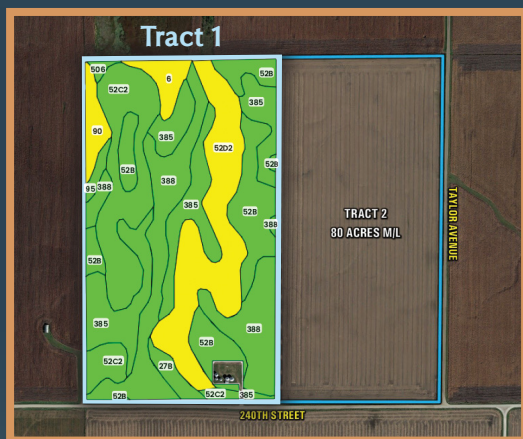 Tract 1
506
52C2
6
52B
385
90
385
52D2
52B
52B
95
388
388
385
52B
388
TRACT 2
80 ACRES M/L
TAYLOR AVENUE
52B
385
388
52B
52C2
27B
52B
52C2
385
240TH STREET